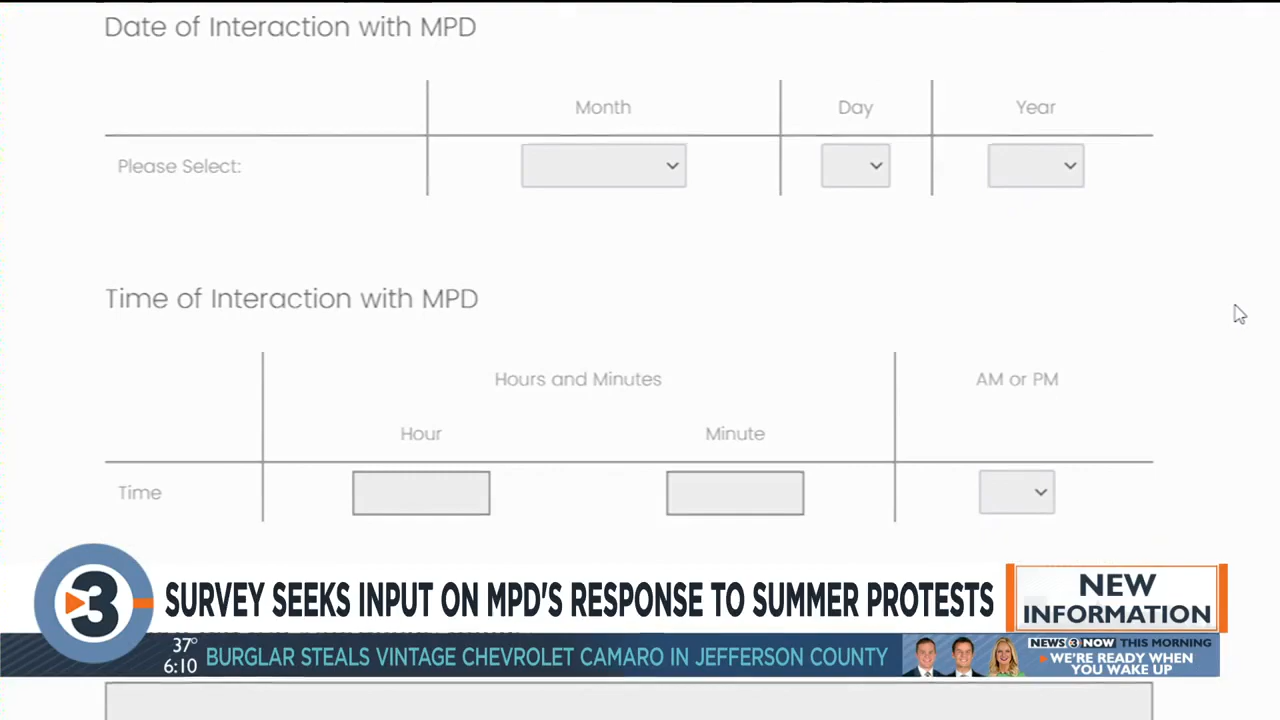 Date of Interaction with MPD
Month Day Year
Please Select:
Time of Interaction with MPD
Hours and Minutes AM or PM
Hour Minute
Time
3
SURVEY SEEKS INPUT ON MPD'S RESPONSE TO SUMMER PROTESTS
NEW
INFORMATION
37°
6:10
BURGLAR STEALS VINTAGE CHEVROLET CAMARO IN JEFFERSON COUNTY
NEWS 3 NOW THIS MORNING
WE'RE READY WHEN
YOU WAKE UP